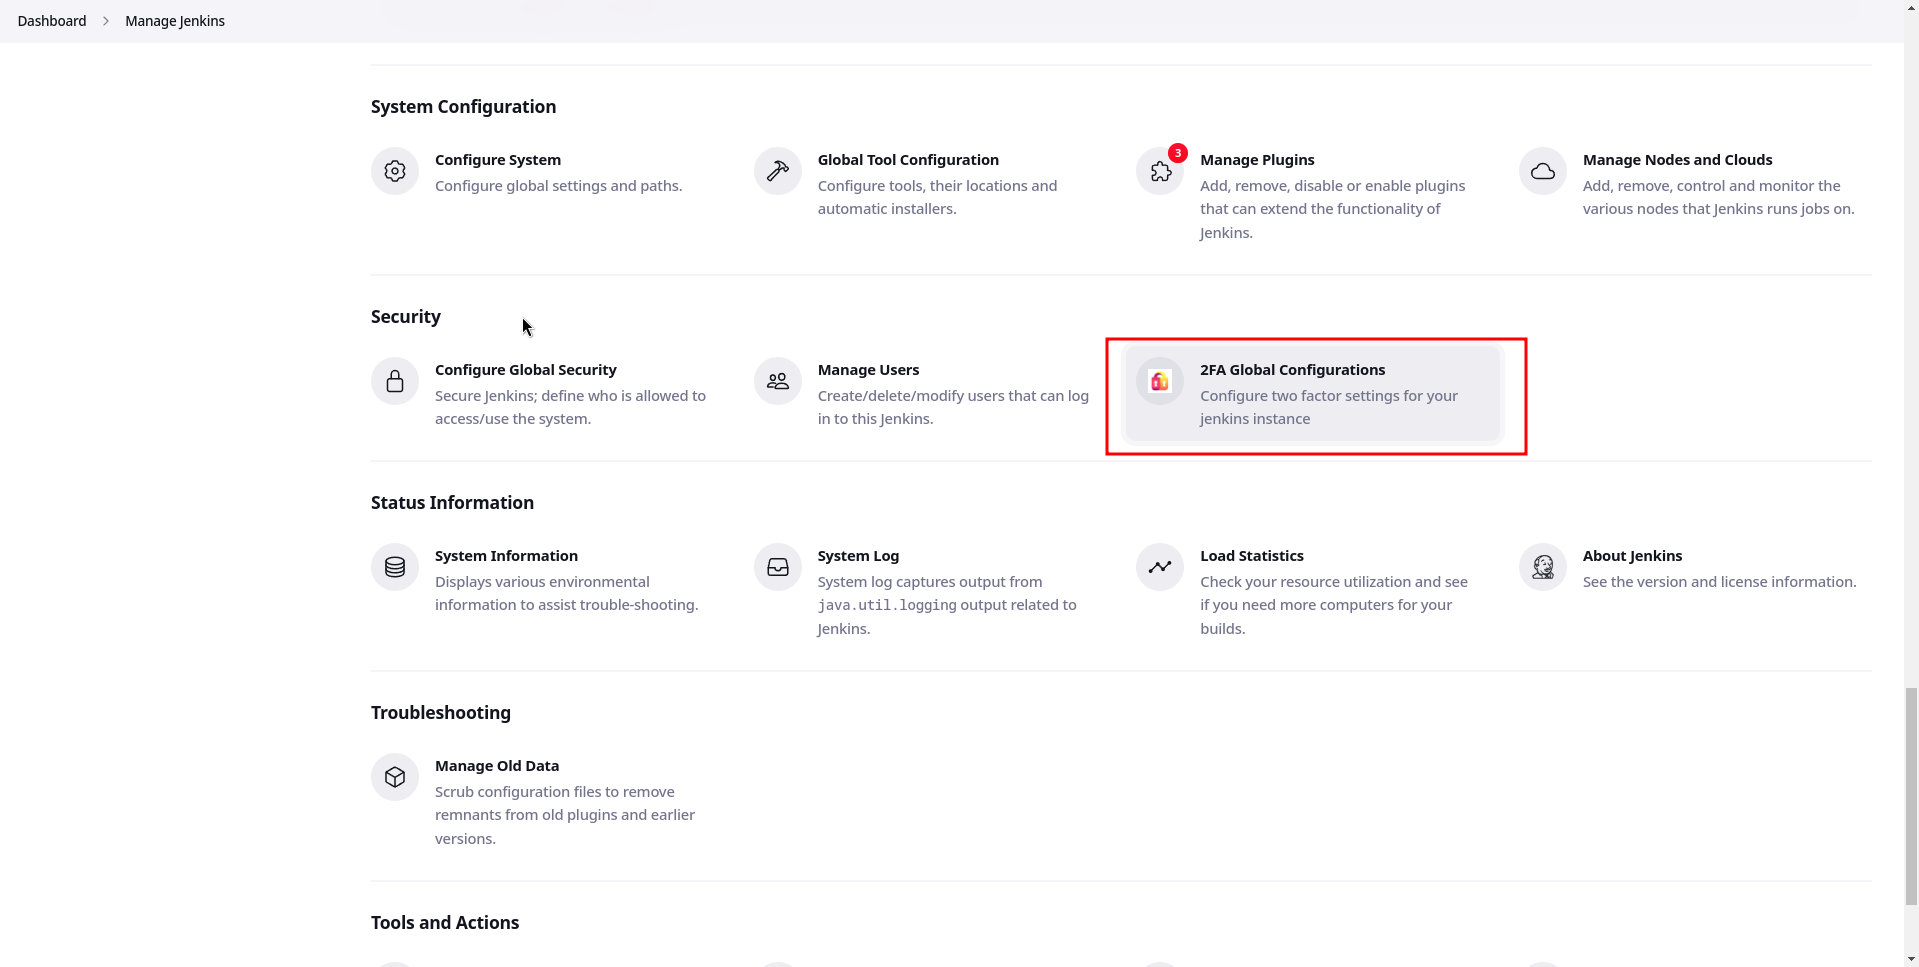 Dashboard > Manage Jenkins
System Configuration
Configure System
Configure global settings and paths.
Global Tool Configuration
Configure tools, their locations and
automatic installers.
3
Manage Plugins
Add, remove, disable or enable plugins
that can extend the functionality of
Jenkins.
Manage Nodes and Clouds
Add, remove, control and monitor the
various nodes that Jenkins runs jobs on.
Security
Configure Global Security
Secure Jenkins; define who is allowed to
access/use the system.
Manage Users
Create/delete/modify users that can log
in to this Jenkins.
2FA Global Configurations
Configure two factor settings for your
jenkins instance
Status Information
System Information
Displays various environmental
information to assist trouble-shooting.
System Log
System log captures output from
java.util.logging output related to
Jenkins.
Load Statistics
Check your resource utilization and see
if you need more computers for your
builds.
About Jenkins
See the version and license information.
Troubleshooting
Manage Old Data
Scrub configuration files to remove
remnants from old plugins and earlier
versions.
Tools and Actions